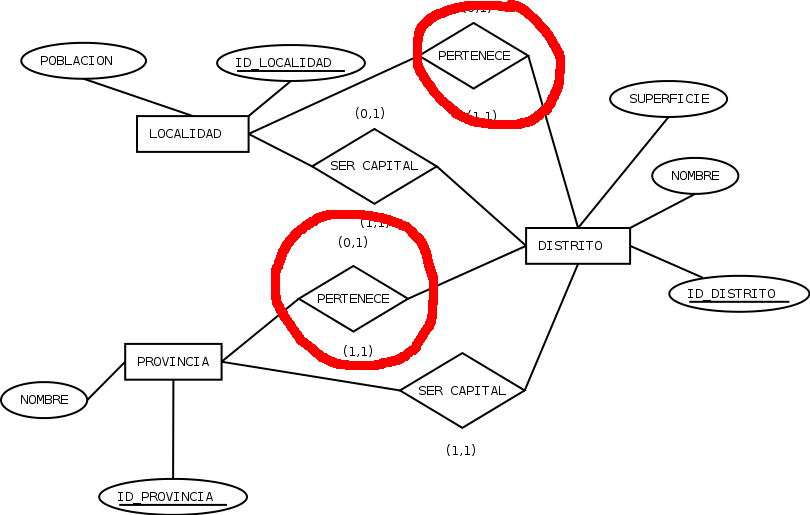 (0,1)
POBLACION
ID_LOCALIDAD
PERTENECE
SUPERFICIE
(0,1)
(1,1)
LOCALIDAD
SER CAPITAL
NOMBRE
(1,1)
(0,1)
DISTRITO
PERTENECE
ID_DISTRITO
(1,1)
PROVINCIA
SER CAPITAL
NOMBRE
(1,1)
ID_PROVINCIA